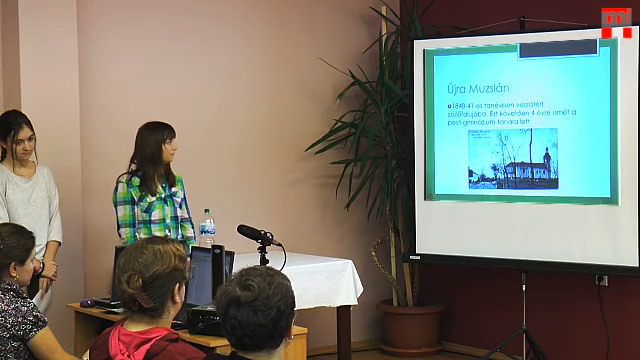 Újra Muzslán
1840-41-es tanévben visszatért
szülőfalujába. Ezt követően 4 évre ismét a
pesti gimnázium tanára lett.